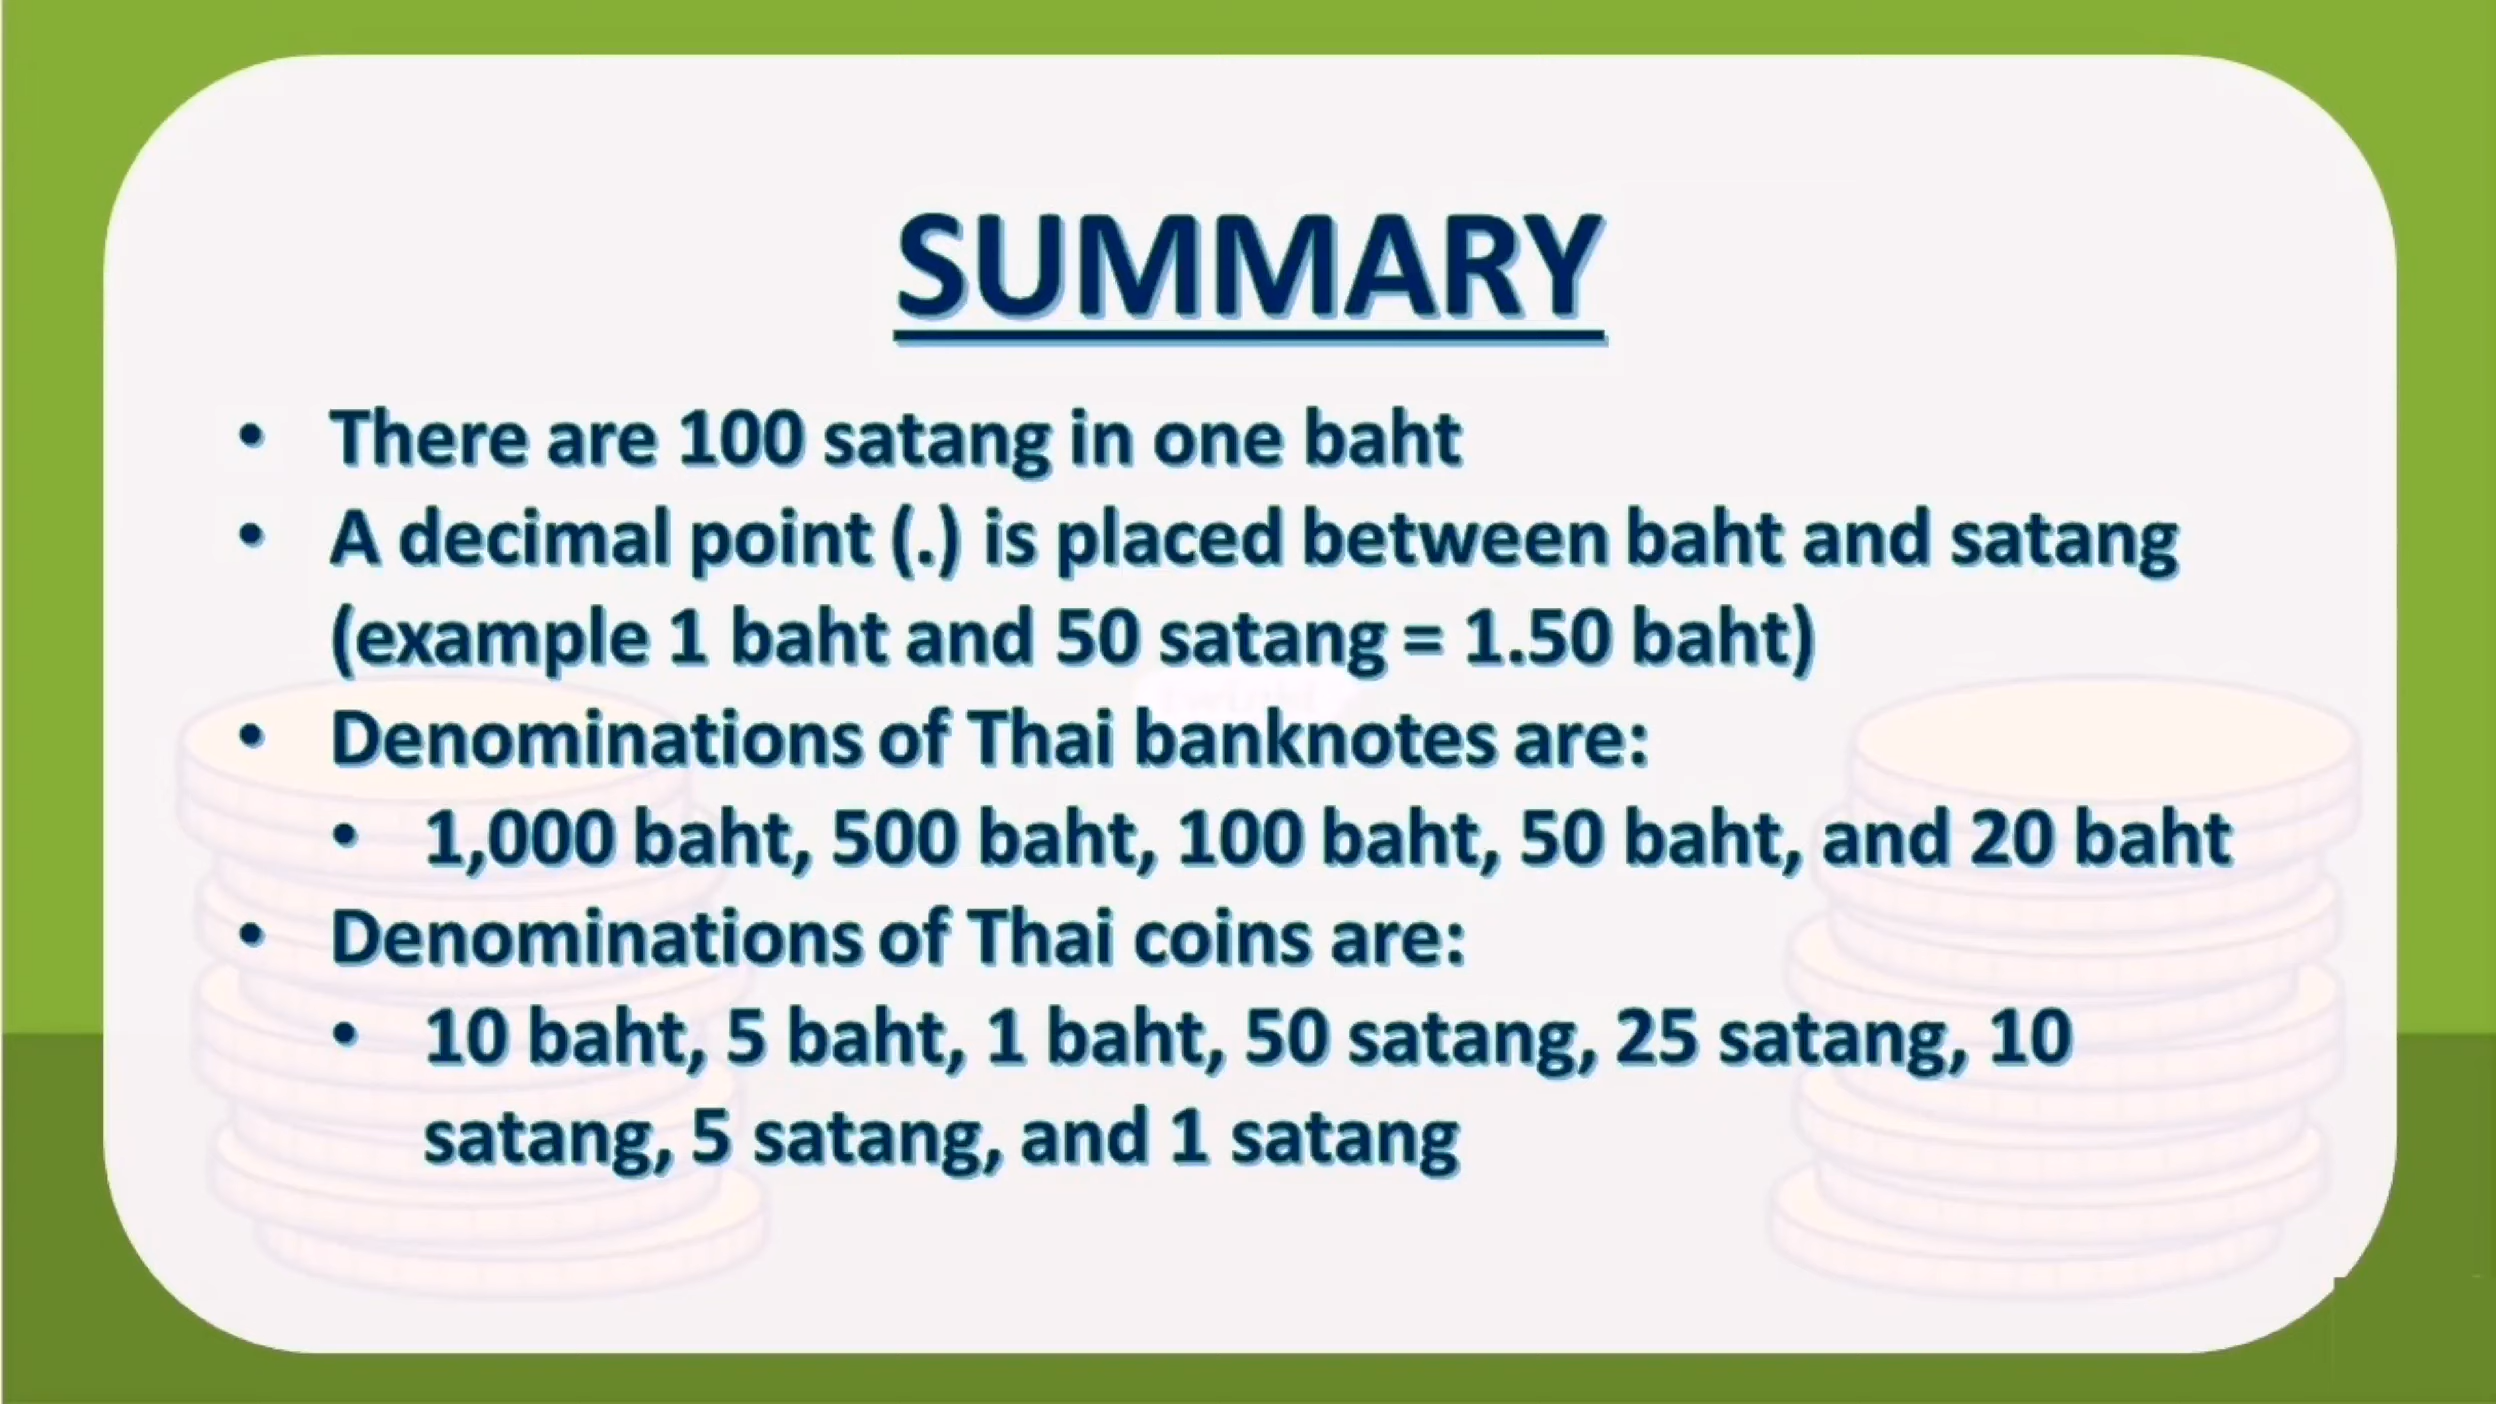 SUMMARY
• There are 100 satang in one baht
• A decimal point (.) is placed between baht and satang
(example 1 baht and 50 satang = 1.50 baht)
• Denominations of Thai banknotes are:
• 1,000 baht, 500 baht, 100 baht, 50 baht, and 20 baht
• Denominations of Thai coins are:
• 10 baht, 5 baht, 1 baht, 50 satang, 25 satang, 10
satang, 5 satang, and 1 satang